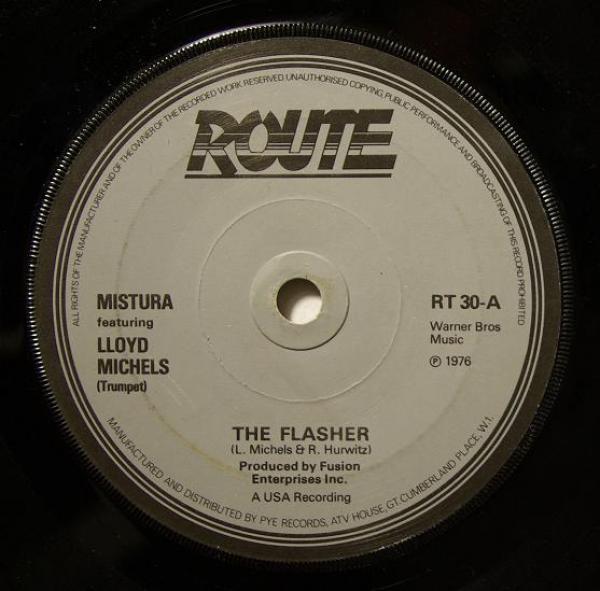 ALL RIGHTS OF THE MANUFACTURER AND OF THE OWNER OF THE RECORDED WORK RESERVED UNAUTHORISED COPYING, PUBLIC PERFORMANCE AND BROADCASTING OF THIS RECORD PROHIBITED
ROUTE
MISTURA
featuring
LLOYD
MICHELS
(Trumpet)
RT 30-A
Warner Bros
Music
℗ 1976
THE FLASHER
(L. Michels & R. Hurwitz)
Produced by Fusion
Enterprises Inc.
A USA Recording
MANUFACTURED AND DISTRIBUTED BY PYE RECORDS, ATV HOUSE, GT. CUMBERLAND PLACE, W.1.